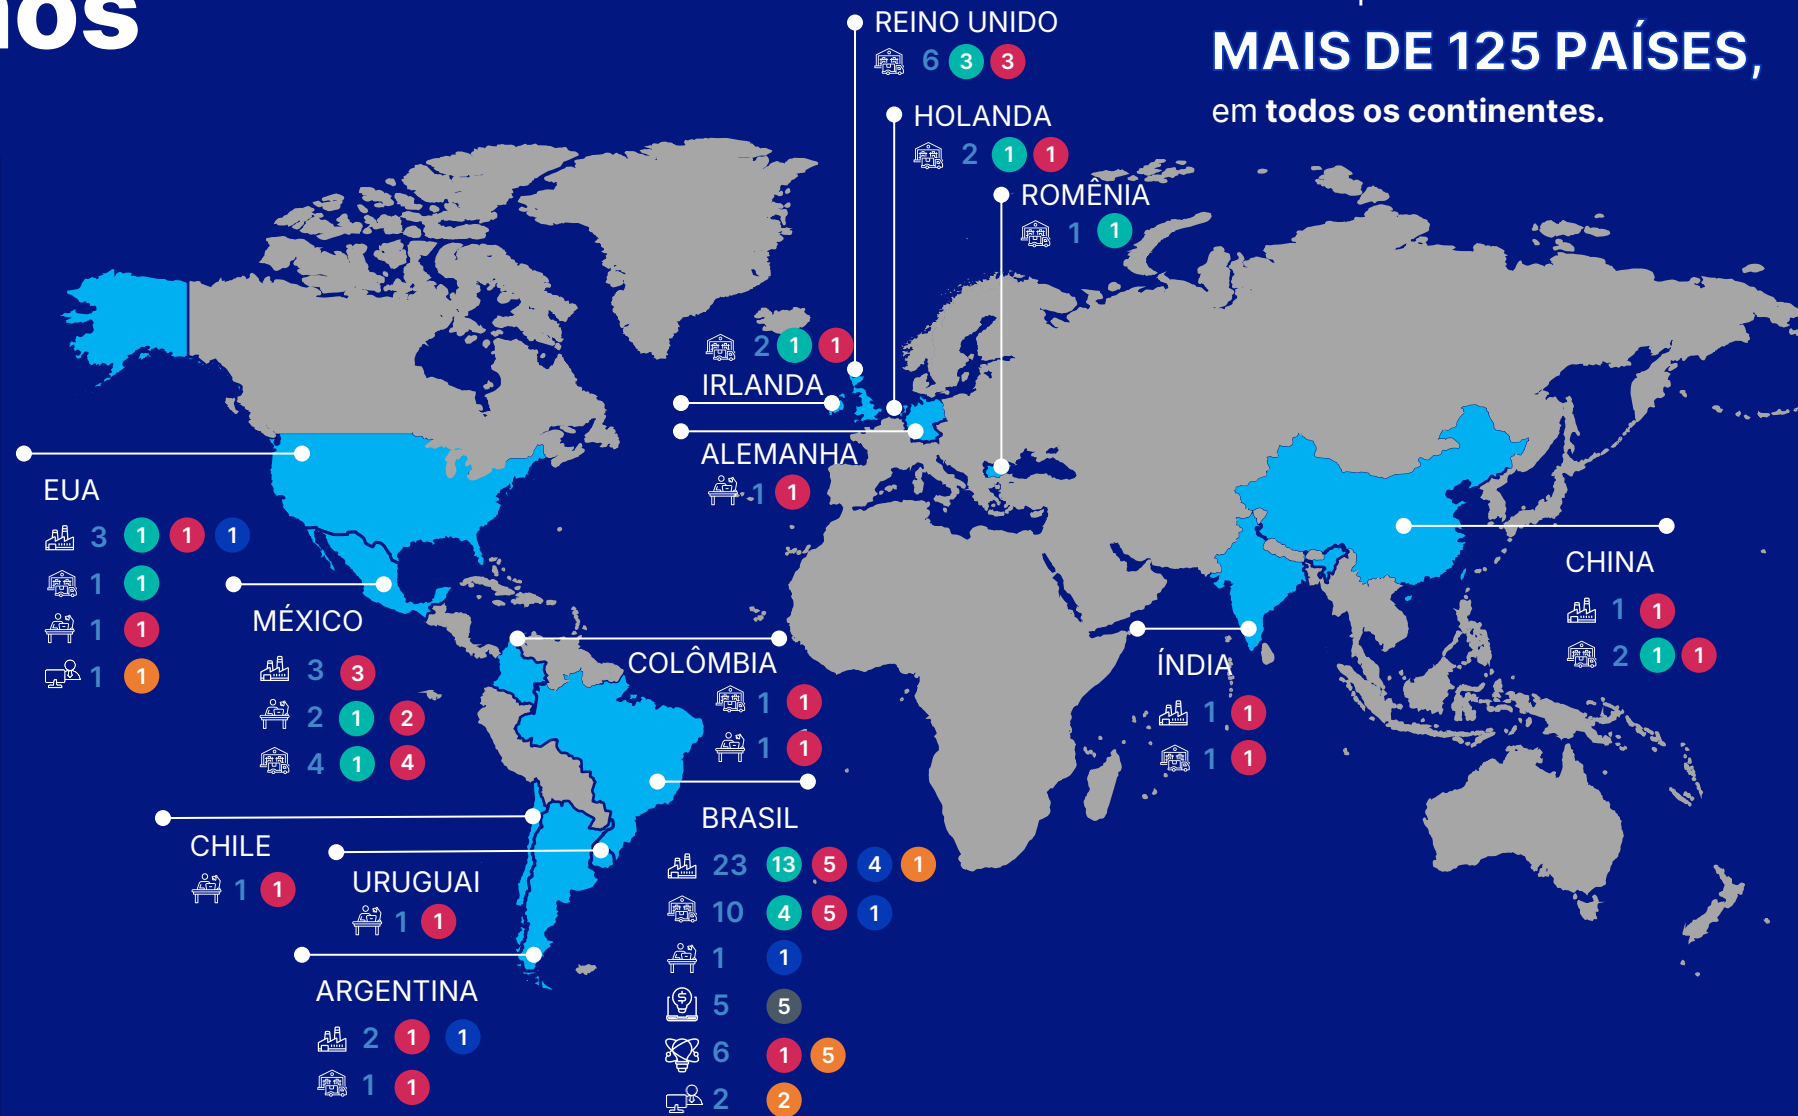 nos
MAIS DE 125 PAÍSES,
em todos os continentes.
REINO UNIDO
6 3 3
HOLANDA
2 1 1
ROMÊNIA
1 1
2 1 1
IRLANDA
ALEMANHA
1 1
EUA
3 1 1 1
1 1
1 1
1 1
MÉXICO
3 3
2 1 2
4 1 4
COLÔMBIA
1 1
1 1
ÍNDIA
1 1
1 1
CHINA
1 1
2 1 1
CHILE
1 1
URUGUAI
1 1
ARGENTINA
2 1 1
1 1
BRASIL
23 13 5 4 1
10 4 5 1
1 1
5 5
6 1 5
2 2